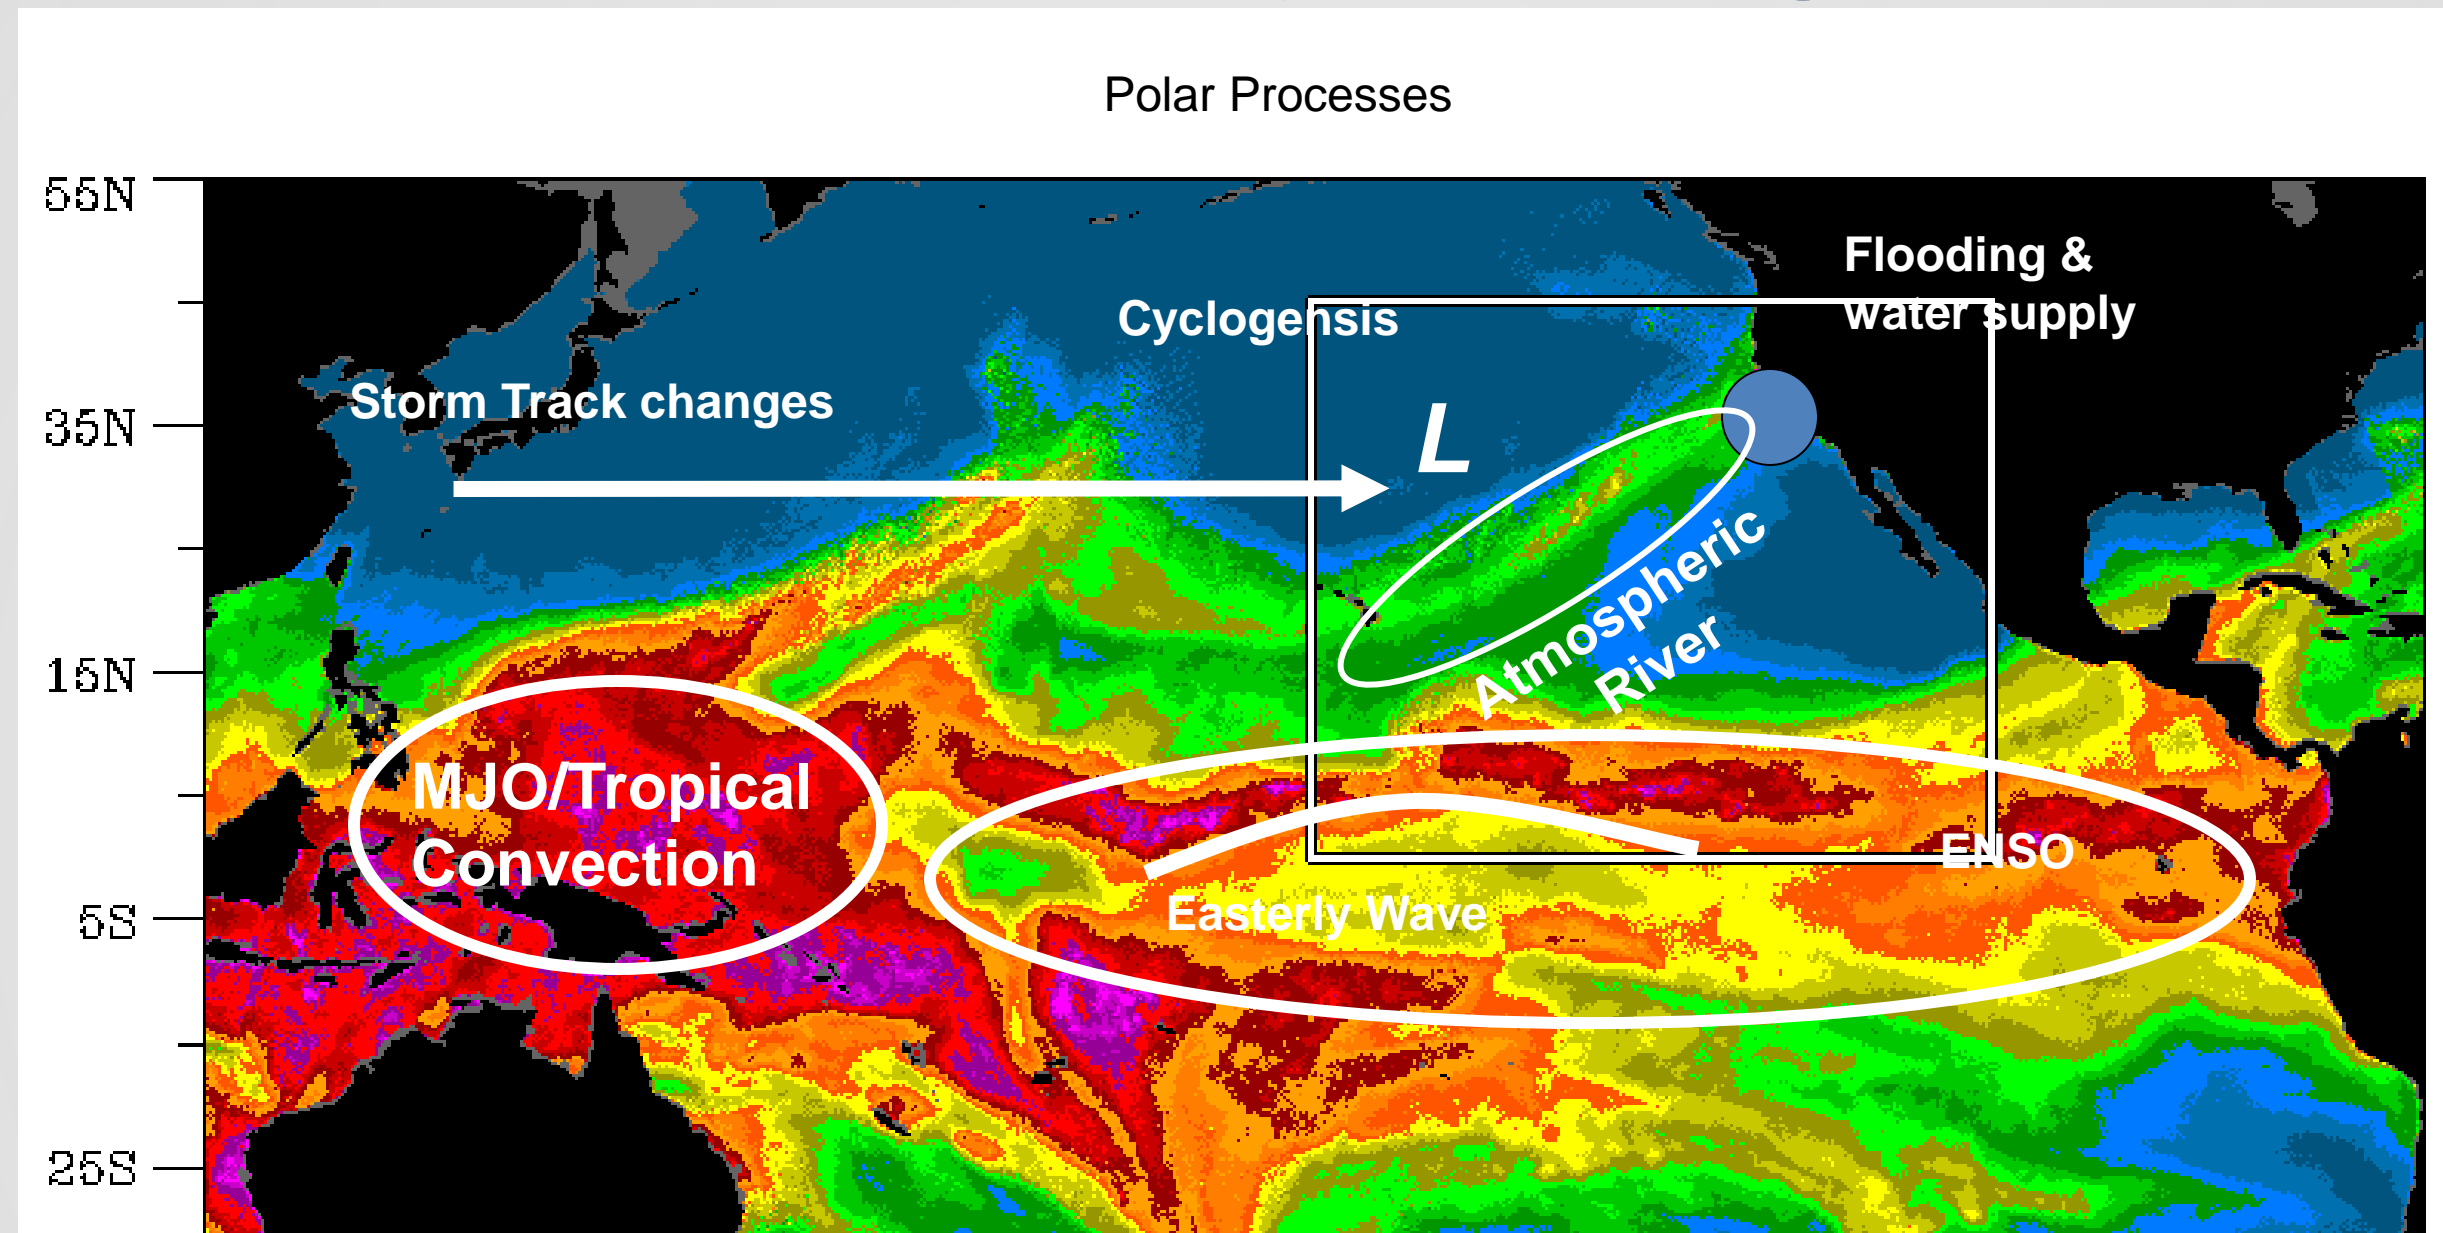 Polar Processes
55N
Flooding &
water supply
Cyclogensis
Storm Track changes
35N
L
Atmospheric
River
15N
MJO/Tropical
Convection
ENSO
Easterly Wave
5S
25S